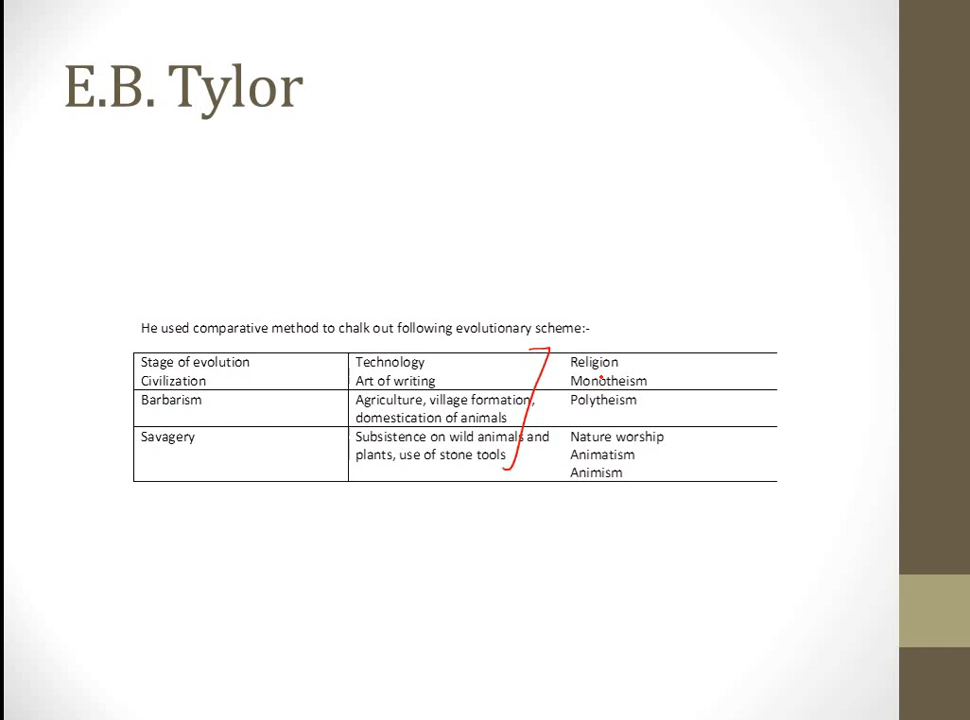 E.B. Tylor
He used comparative method to chalk out following evolutionary scheme:-
Stage of evolution Technology Religion
Civilization Art of writing Monotheism
Barbarism Agriculture, village formation, Polytheism
domestication of animals
Savagery Subsistence on wild animals and Nature worship
plants, use of stone tools Animatism
Animism